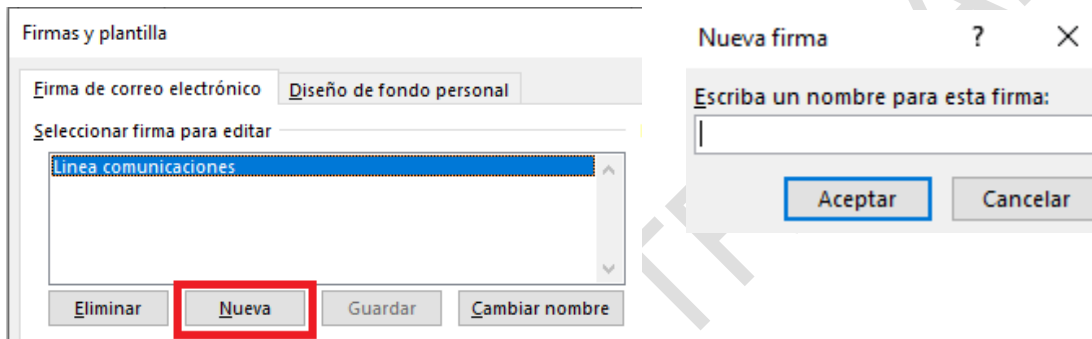 Firmas y plantilla
Firma de correo electrónico Diseño de fondo personal
Seleccionar firma para editar
Linea comunicaciones
Eliminar Nueva Guardar Cambiar nombre
Nueva firma ? ×
Escriba un nombre para esta firma:
Aceptar Cancelar